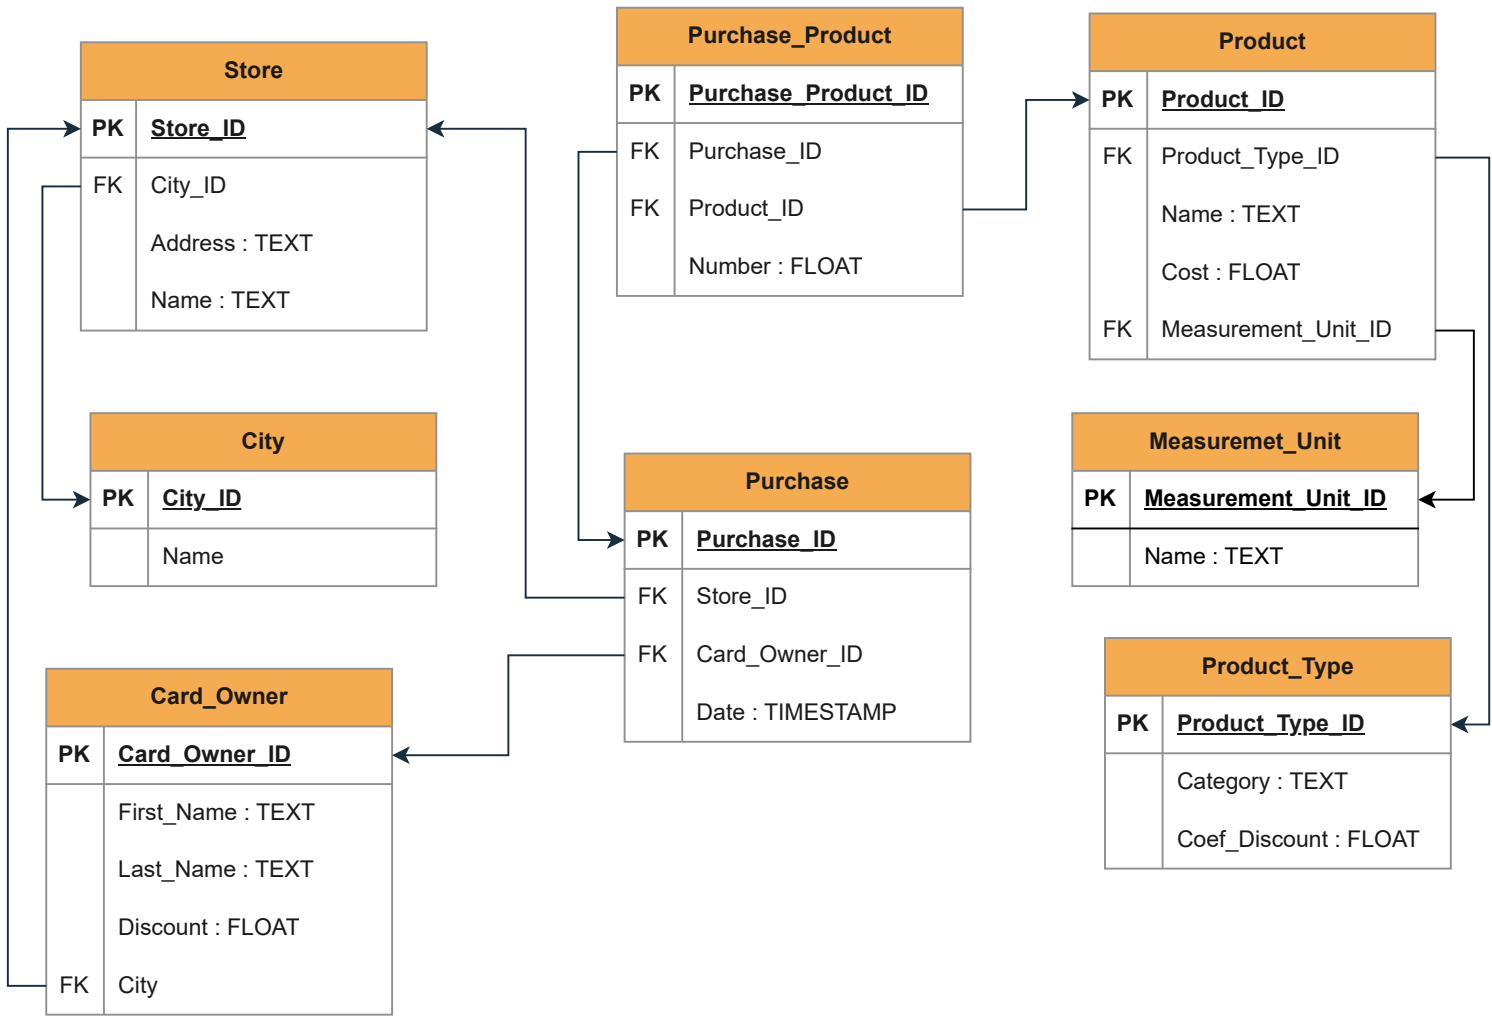 Store
PK Store_ID
FK City_ID
Address : TEXT
Name : TEXT
City
PK City_ID
Name
Card_Owner
PK Card_Owner_ID
First_Name : TEXT
Last_Name : TEXT
Discount : FLOAT
FK City
Purchase_Product
PK Purchase_Product_ID
FK Purchase_ID
FK Product_ID
Number : FLOAT
Purchase
PK Purchase_ID
FK Store_ID
FK Card_Owner_ID
Date : TIMESTAMP
Product
PK Product_ID
FK Product_Type_ID
Name : TEXT
Cost : FLOAT
FK Measurement_Unit_ID
Measuremet_Unit
PK Measurement_Unit_ID
Name : TEXT
Product_Type
PK Product_Type_ID
Category : TEXT
Coef_Discount : FLOAT